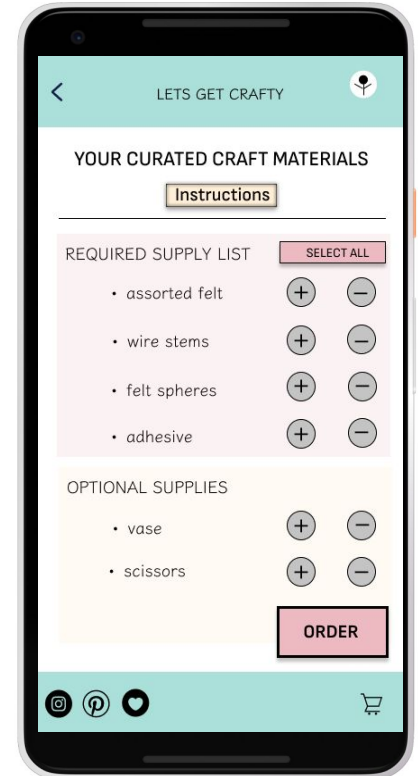 LETS GET CRAFTY
YOUR CURATED CRAFT MATERIALS
Instructions
REQUIRED SUPPLY LIST SELECT ALL
• assorted felt
• wire stems
• felt spheres
• adhesive
OPTIONAL SUPPLIES
• vase
• scissors
ORDER